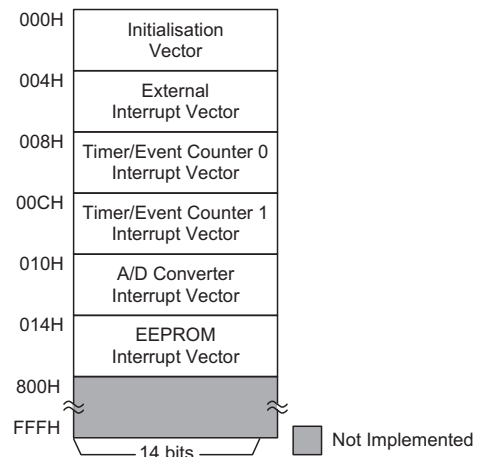 000H
Initialisation
Vector
004H
External
Interrupt Vector
008H
Timer/Event Counter 0
Interrupt Vector
00CH
Timer/Event Counter 1
Interrupt Vector
010H
A/D Converter
Interrupt Vector
014H
EEPROM
Interrupt Vector
800H
FFFH
14 bits
Not Implemented